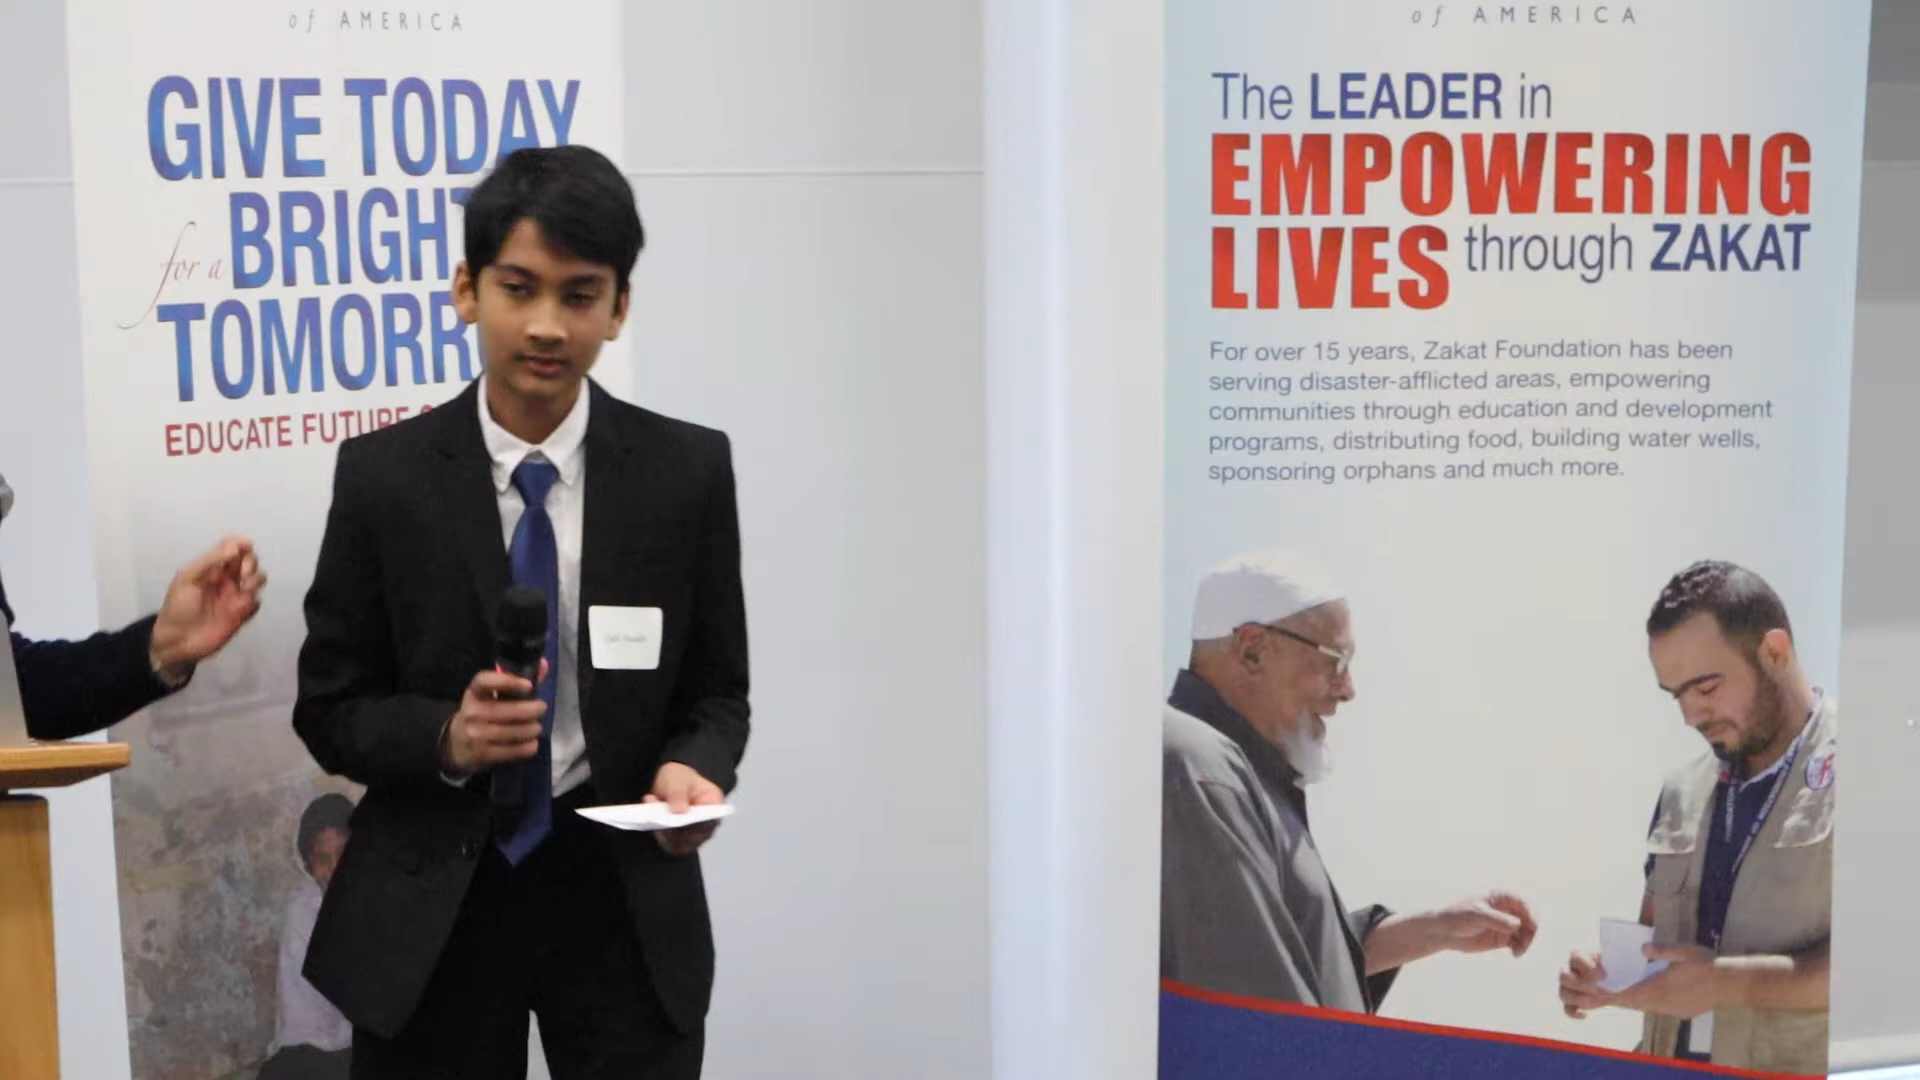 of AMERICA
GIVE TODAY
for a BRIGHT
TOMORR
EDUCATE FUTURE
of AMERICA
The LEADER in
EMPOWERING
LIVES through ZAKAT
For over 15 years, Zakat Foundation has been
serving disaster-afflicted areas, empowering
communities through education and development
programs, distributing food, building water wells,
sponsoring orphans and much more.